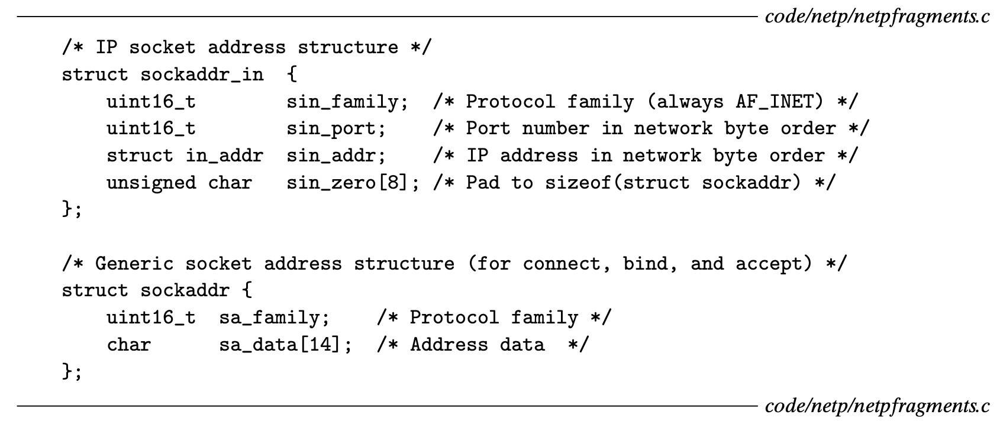 code/netp/netpfragments.c
/* IP socket address structure */
struct sockaddr_in  {
    uint16_t        sin_family;  /* Protocol family (always AF_INET) */
    uint16_t        sin_port;    /* Port number in network byte order */
    struct in_addr  sin_addr;    /* IP address in network byte order */
    unsigned char   sin_zero[8]; /* Pad to sizeof(struct sockaddr) */
};
/* Generic socket address structure (for connect, bind, and accept) */
struct sockaddr {
    uint16_t  sa_family;    /* Protocol family */
    char      sa_data[14];  /* Address data  */
};
code/netp/netpfragments.c